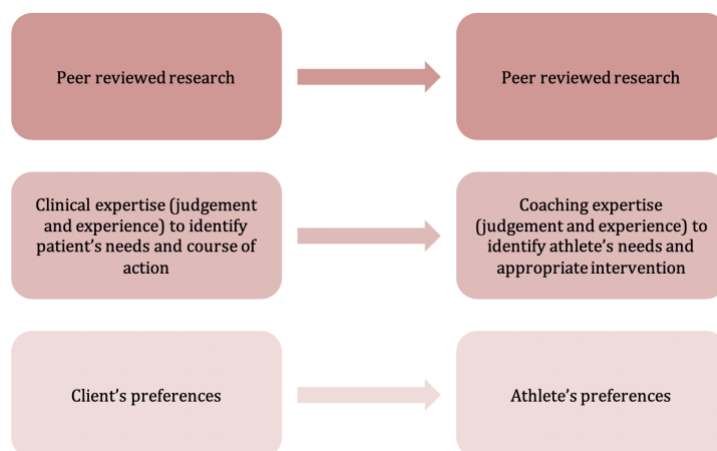 Peer reviewed research
Peer reviewed research
Clinical expertise (judgement
and experience) to identify
patient's needs and course of
action
Coaching expertise
(judgement and experience) to
identify athlete's needs and
appropriate intervention
Client's preferences
Athlete's preferences